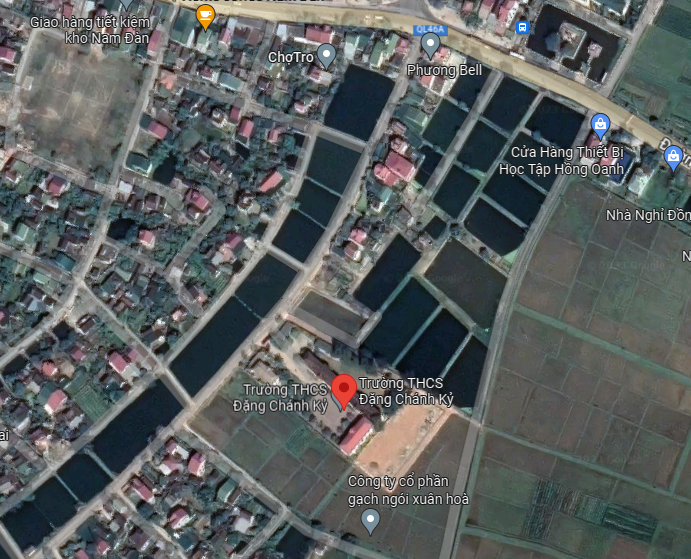 Giao hàng tiết kiệm
kho Nam Đàn
QL46A
ChợTro
Phương Bell
Cửa Hàng Thiết Bị
Học Tập Hồng Oanh
Nhà Nghỉ Đồn
N
Trường THCS
Đặng Chánh Kỷ
Trường THCS
Đặng Chánh Kỷ
ai
Công ty cổ phần
gạch ngói xuân hoà